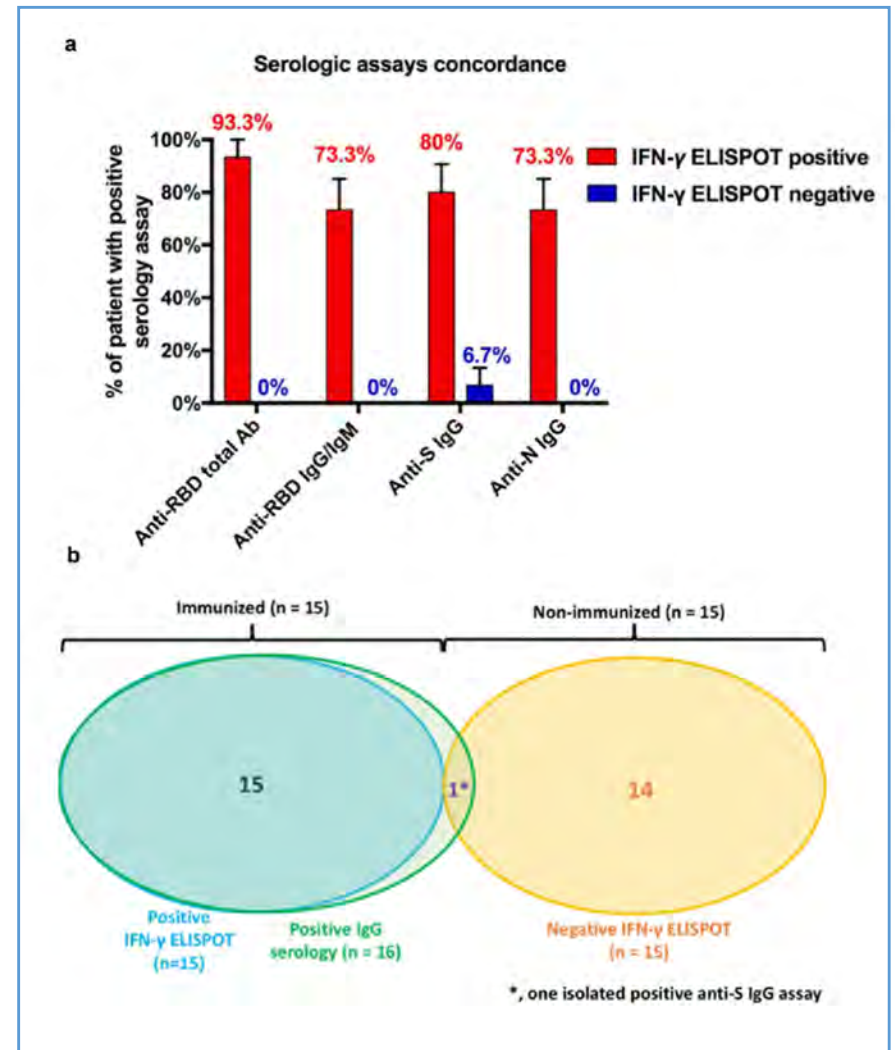 a
Serologic assays concordance
% of patient with positive
serology assay
100%
80%
60%
40%
20%
0%
93.3%
0%
73.3%
0%
80%
6.7%
73.3%
0%
IFN-γ ELISPOT positive
IFN-γ ELISPOT negative
Anti-RBD total Ab
Anti-RBD IgG/IgM
Anti-S IgG
Anti-N IgG
b
Immunized (n = 15)
Non-immunized (n = 15)
15
1*
14
Positive
IFN-γ ELISPOT
(n=15)
Positive IgG
serology (n = 16)
Negative IFN-γ ELISPOT
(n = 15)
*, one isolated positive anti-S IgG assay